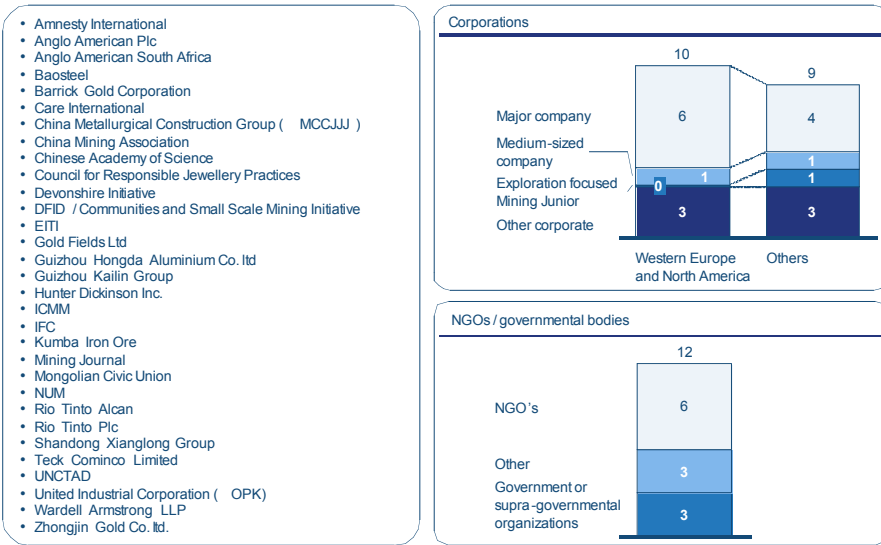 • Amnesty International
• Anglo American Plc
• Anglo American South Africa
• Baosteel
• Barrick Gold Corporation
• Care International
• China Metallurgical Construction Group ( MCCJJJ )
• China Mining Association
• Chinese Academy of Science
• Council for Responsible Jewellery Practices
• Devonshire Initiative
• DFID / Communities and Small Scale Mining Initiative
• EITI
• Gold Fields Ltd
• Guizhou Hongda Aluminium Co. ltd
• Guizhou Kailin Group
• Hunter Dickinson Inc.
• ICMM
• IFC
• Kumba Iron Ore
• Mining Journal
• Mongolian Civic Union
• NUM
• Rio Tinto Alcan
• Rio Tinto Plc
• Shandong Xianglong Group
• Teck Cominco Limited
• UNCTAD
• United Industrial Corporation ( OPK)
• Wardell Armstrong LLP
• Zhongjin Gold Co. ltd.
Corporations
10
9
Major company
6
4
Medium-sized
company
1
1
Exploration focused
Mining Junior
0
1
Other corporate
3
3
Western Europe
and North America
Others
NGOs / governmental bodies
12
NGO's
6
Other
3
Government or
supra-governmental
organizations
3